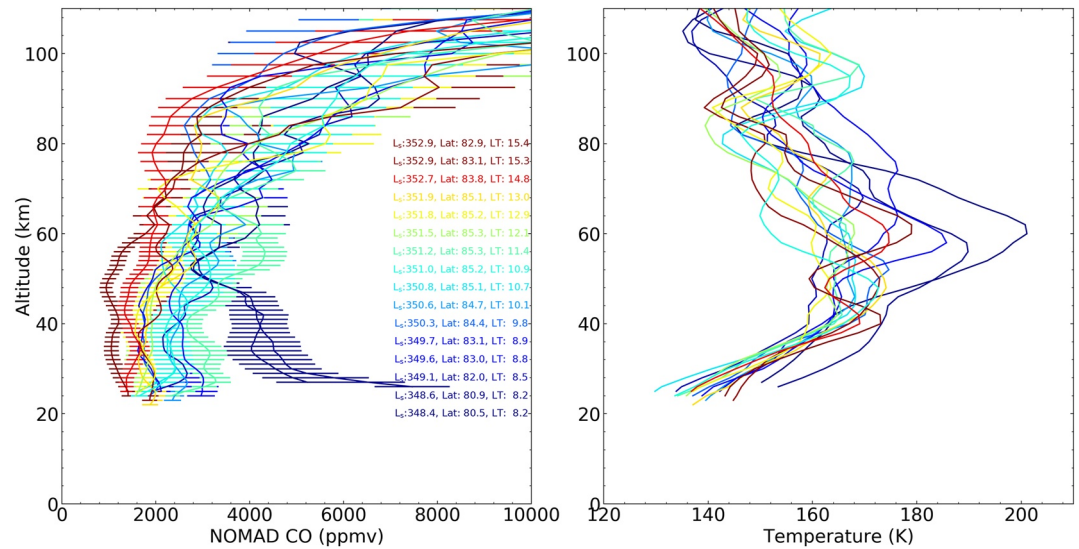 100
80
60
40
20
0
Altitude (km)
0 2000 4000 6000 8000 10000
NOMAD CO (ppmv)
Ls:352.9, Lat: 82.9, LT: 15.4
Ls:352.9, Lat: 83.1, LT: 15.3
Ls:352.7, Lat: 83.8, LT: 14.8
Ls:351.9, Lat: 85.1, LT: 13.0
Ls:351.8, Lat: 85.2, LT: 12.9
Ls:351.5, Lat: 85.3, LT: 12.1
Ls:351.2, Lat: 85.3, LT: 11.4
Ls:351.0, Lat: 85.2, LT: 10.9
Ls:350.8, Lat: 85.1, LT: 10.7
Ls:350.6, Lat: 84.7, LT: 10.1
Ls:350.3, Lat: 84.4, LT: 9.8
Ls:349.7, Lat: 83.1, LT: 8.9
Ls:349.6, Lat: 83.0, LT: 8.8
Ls:349.1, Lat: 82.0, LT: 8.5
Ls:348.6, Lat: 80.9, LT: 8.2
Ls:348.4, Lat: 80.5, LT: 8.2
100
80
60
40
20
0
120 140 160 180 200
Temperature (K)